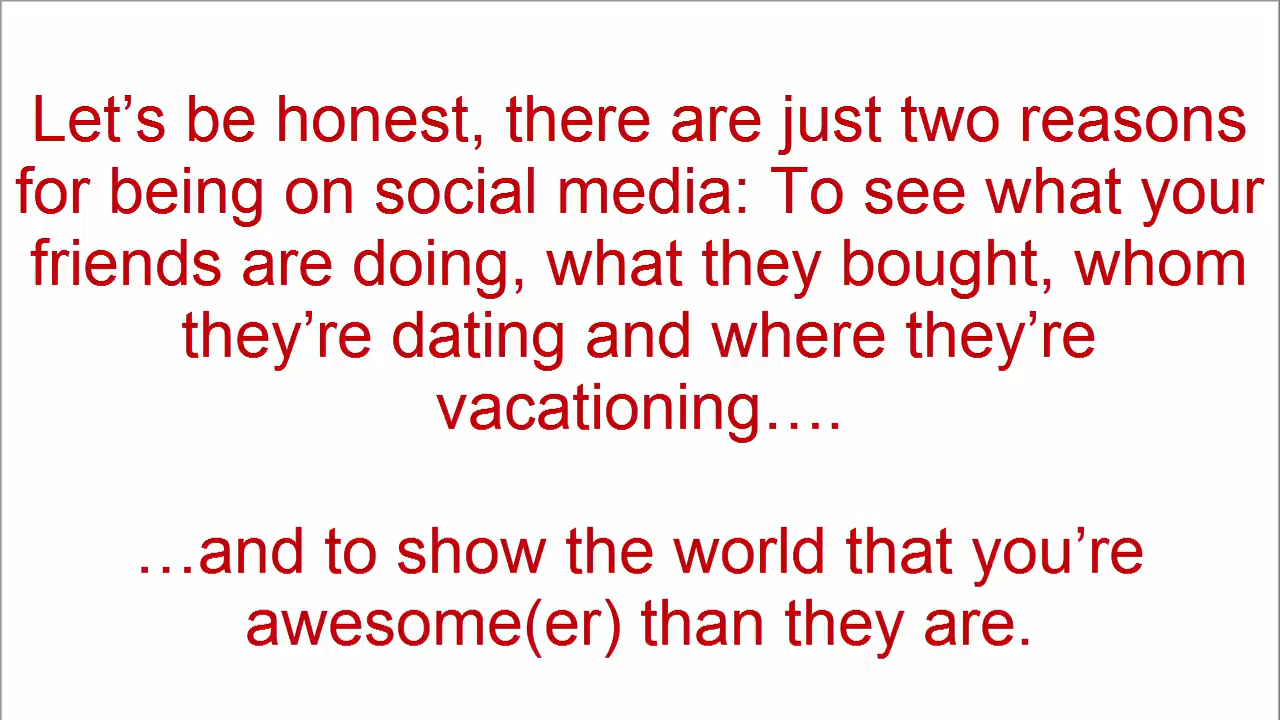 Let’s be honest, there are just two reasons
for being on social media: To see what your
friends are doing, what they bought, whom
they’re dating and where they’re
vacationing….
…and to show the world that you’re
awesome(er) than they are.